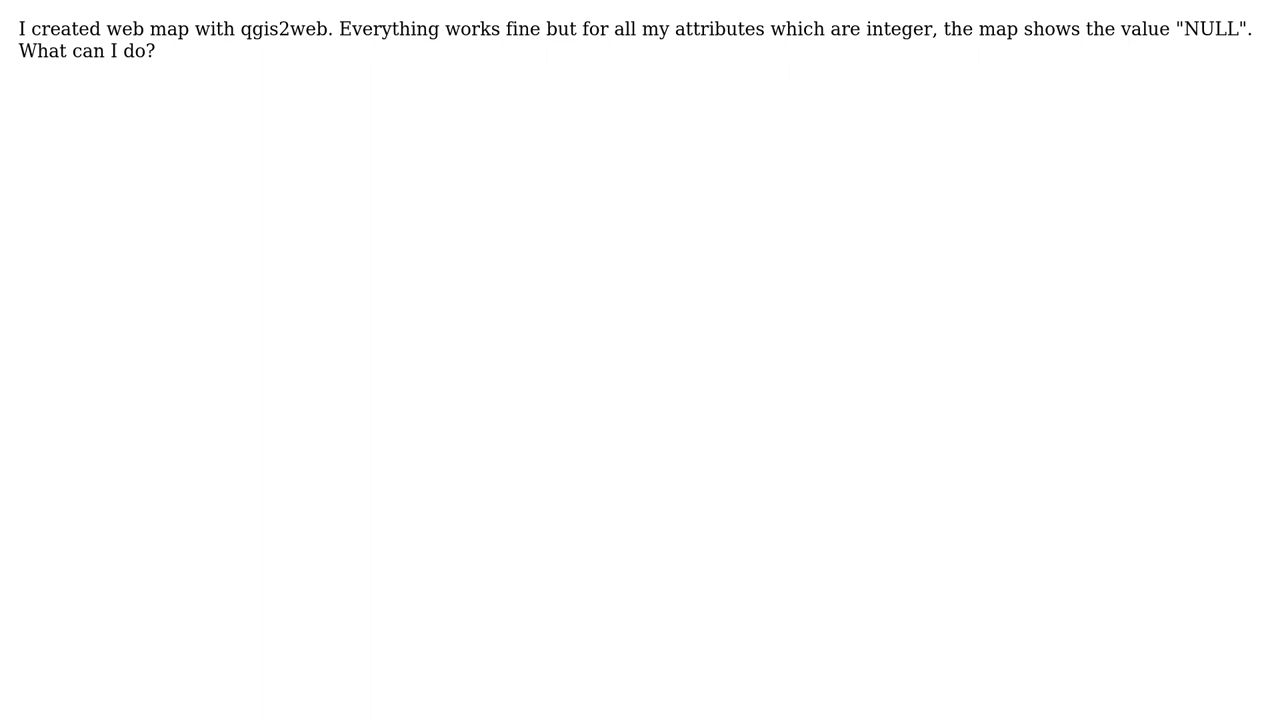 I created web map with qgis2web. Everything works fine but for all my attributes which are integer, the map shows the value "NULL".
What can I do?